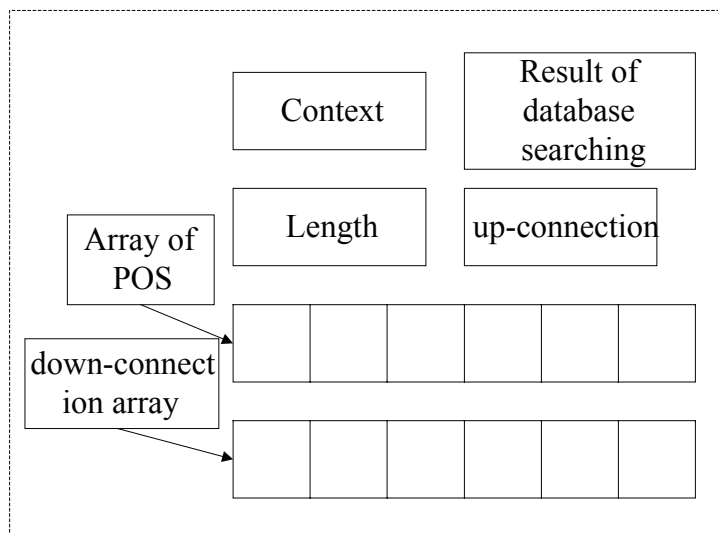 Context
Result of
database
searching
Length
up-connection
Array of
POS
down-connect
ion array